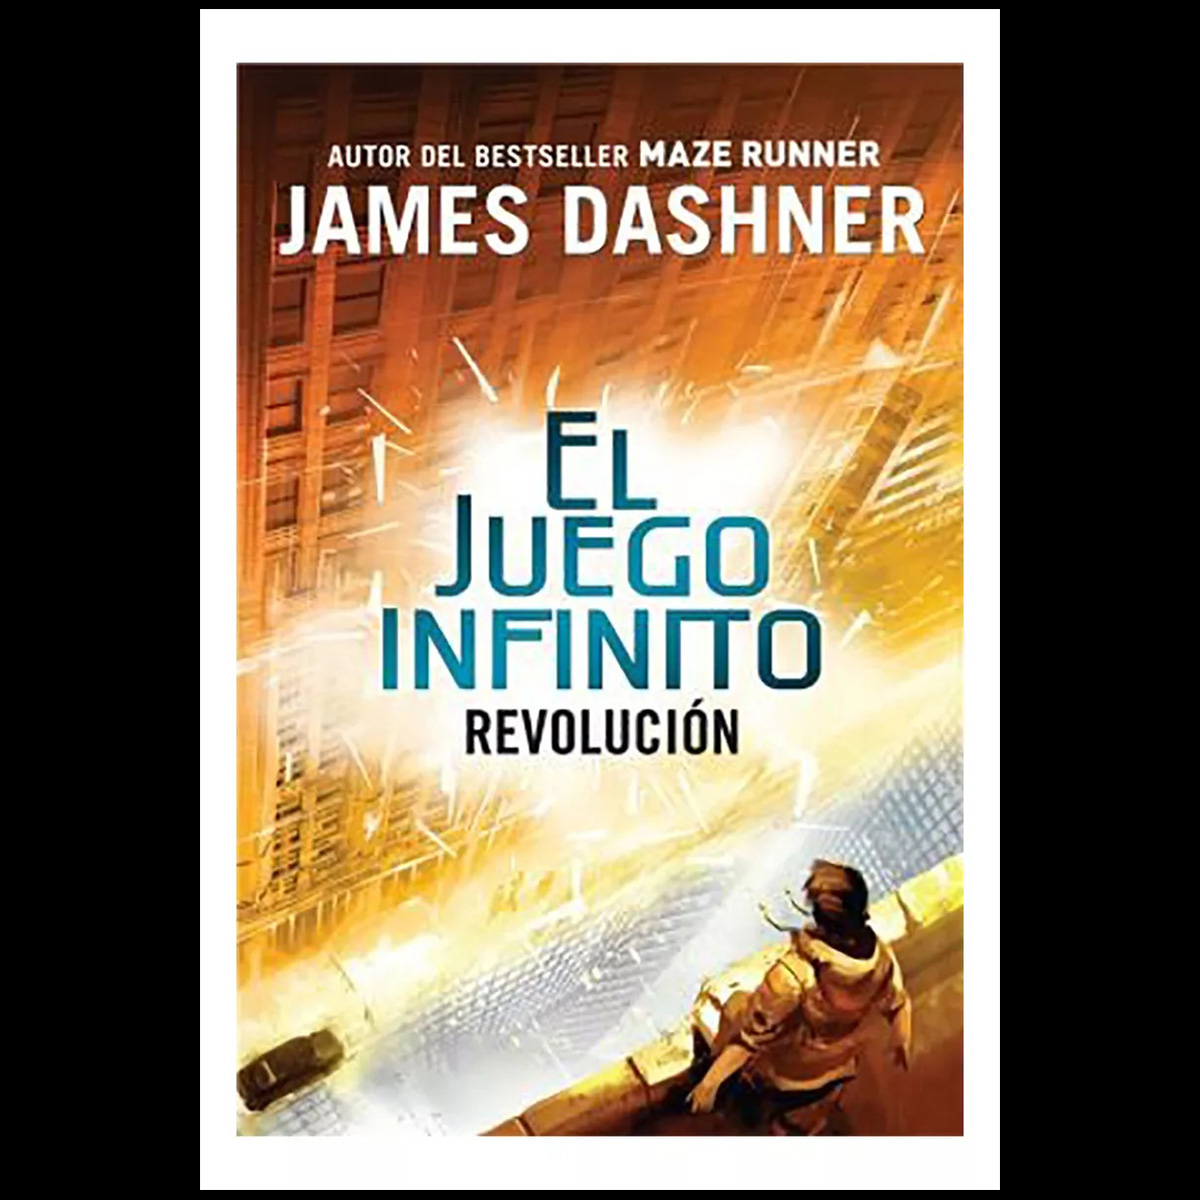 AUTOR DEL BESTSELLER MAZE RUNNER
JAMES DASHNER
EL
JUEGO
INFINITO
REVOLUCIÓN